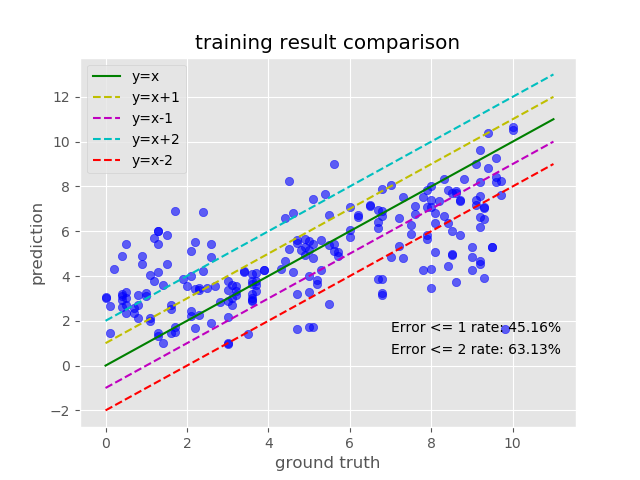 training result comparison
y=x
y=x+1
y=x-1
y=x+2
y=x-2
12
10
8
6
4
2
0
−2
prediction
Error <= 1 rate: 45.16%
Error <= 2 rate: 63.13%
0 2 4 6 8 10
ground truth